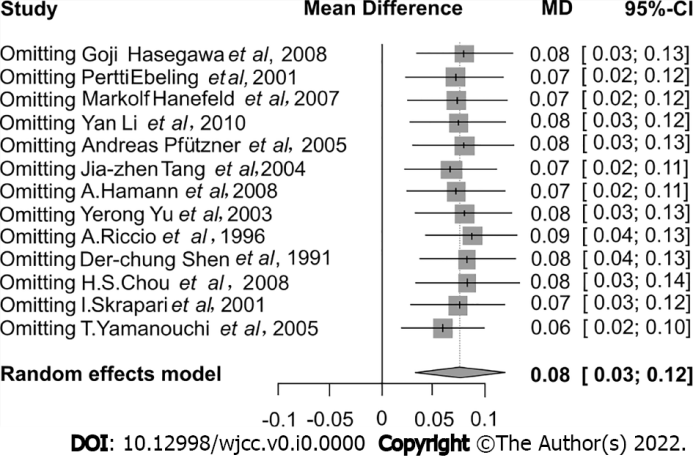 Study Mean Difference MD 95%-CI
Omitting Goji Hasegawa et al, 2008 0.08 [ 0.03; 0.13]
Omitting PerttiEbeling et al, 2001 0.07 [ 0.02; 0.12]
Omitting Markolf Hanefeld et al, 2007 0.07 [ 0.02; 0.12]
Omitting Yan Li et al, 2010 0.08 [ 0.03; 0.12]
Omitting Andreas Pfützner et al, 2005 0.08 [ 0.03; 0.13]
Omitting Jia-zhen Tang et al,2004 0.07 [ 0.02; 0.11]
Omitting A.Hamann et al, 2008 0.07 [ 0.02; 0.11]
Omitting Yerong Yu et al, 2003 0.08 [ 0.03; 0.13]
Omitting A.Riccio et al , 1996 0.09 [ 0.04; 0.13]
Omitting Der-chung Shen et al, 1991 0.08 [ 0.04; 0.13]
Omitting H.S.Chou et al , 2008 0.08 [ 0.03; 0.14]
Omitting I.Skrapari et al, 2001 0.07 [ 0.03; 0.12]
Omitting T.Yamanouchi et al, 2005 0.06 [ 0.02; 0.10]
Random effects model 0.08 [ 0.03; 0.12]
-0.1 -0.05 0 0.05 0.1
DOI: 10.12998/wjcc.v0.i0.0000 Copyright ©The Author(s) 2022.